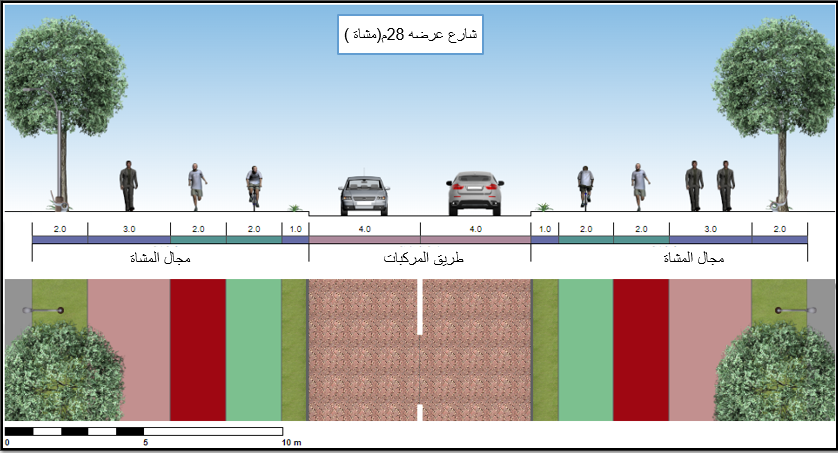 شارع عرضه 28م(مشاة )
2.0 3.0 2.0 2.0 1.0 4.0 4.0 1.0 2.0 2.0 3.0 2.0
مجال المشاة طريق المركبات مجال المشاة
0 5 10 m